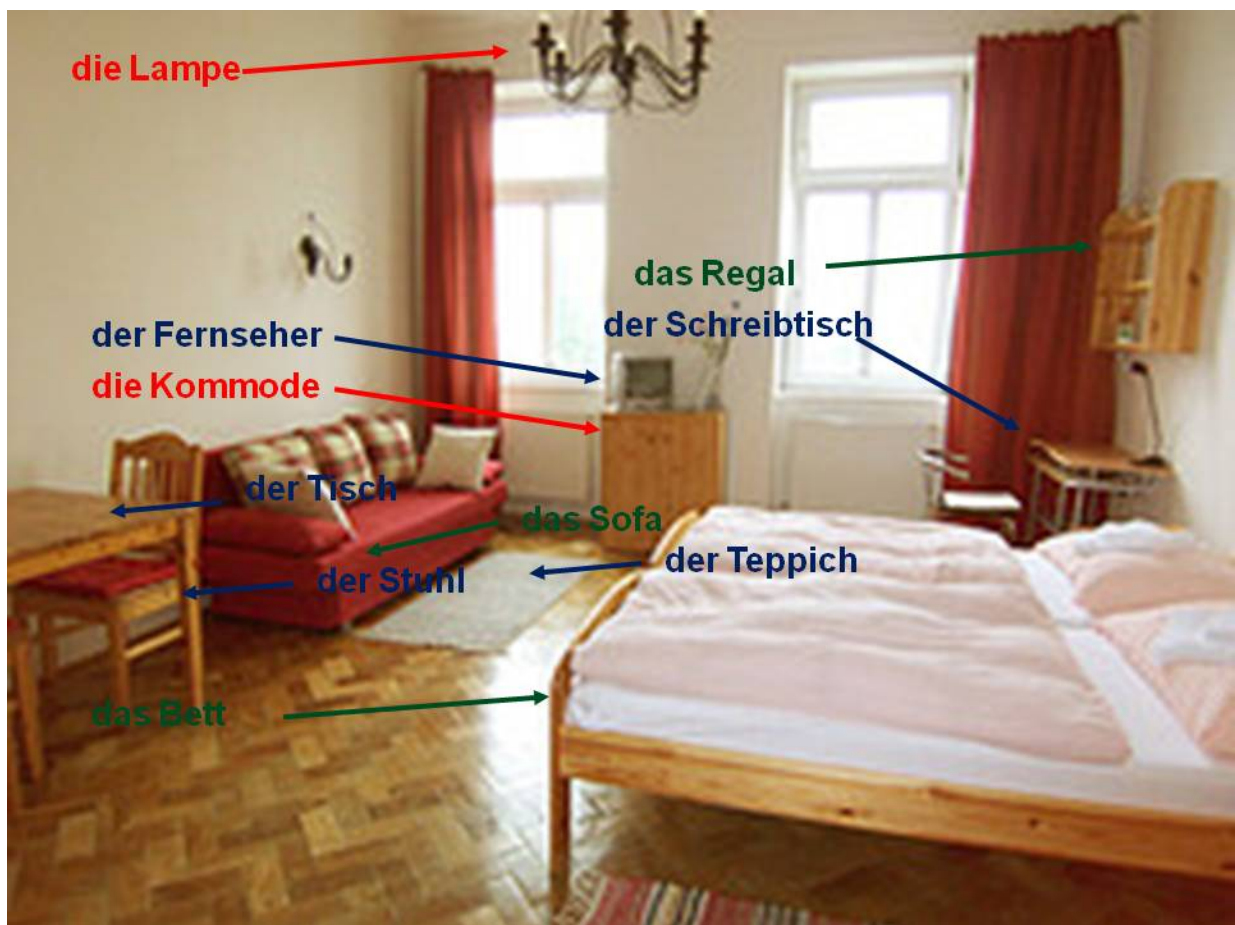 die Lampe
das Regal
der Schreibtisch
der Fernseher
die Kommode
der Tisch
das Sofa
der Teppich
der Stuhl
das Bett